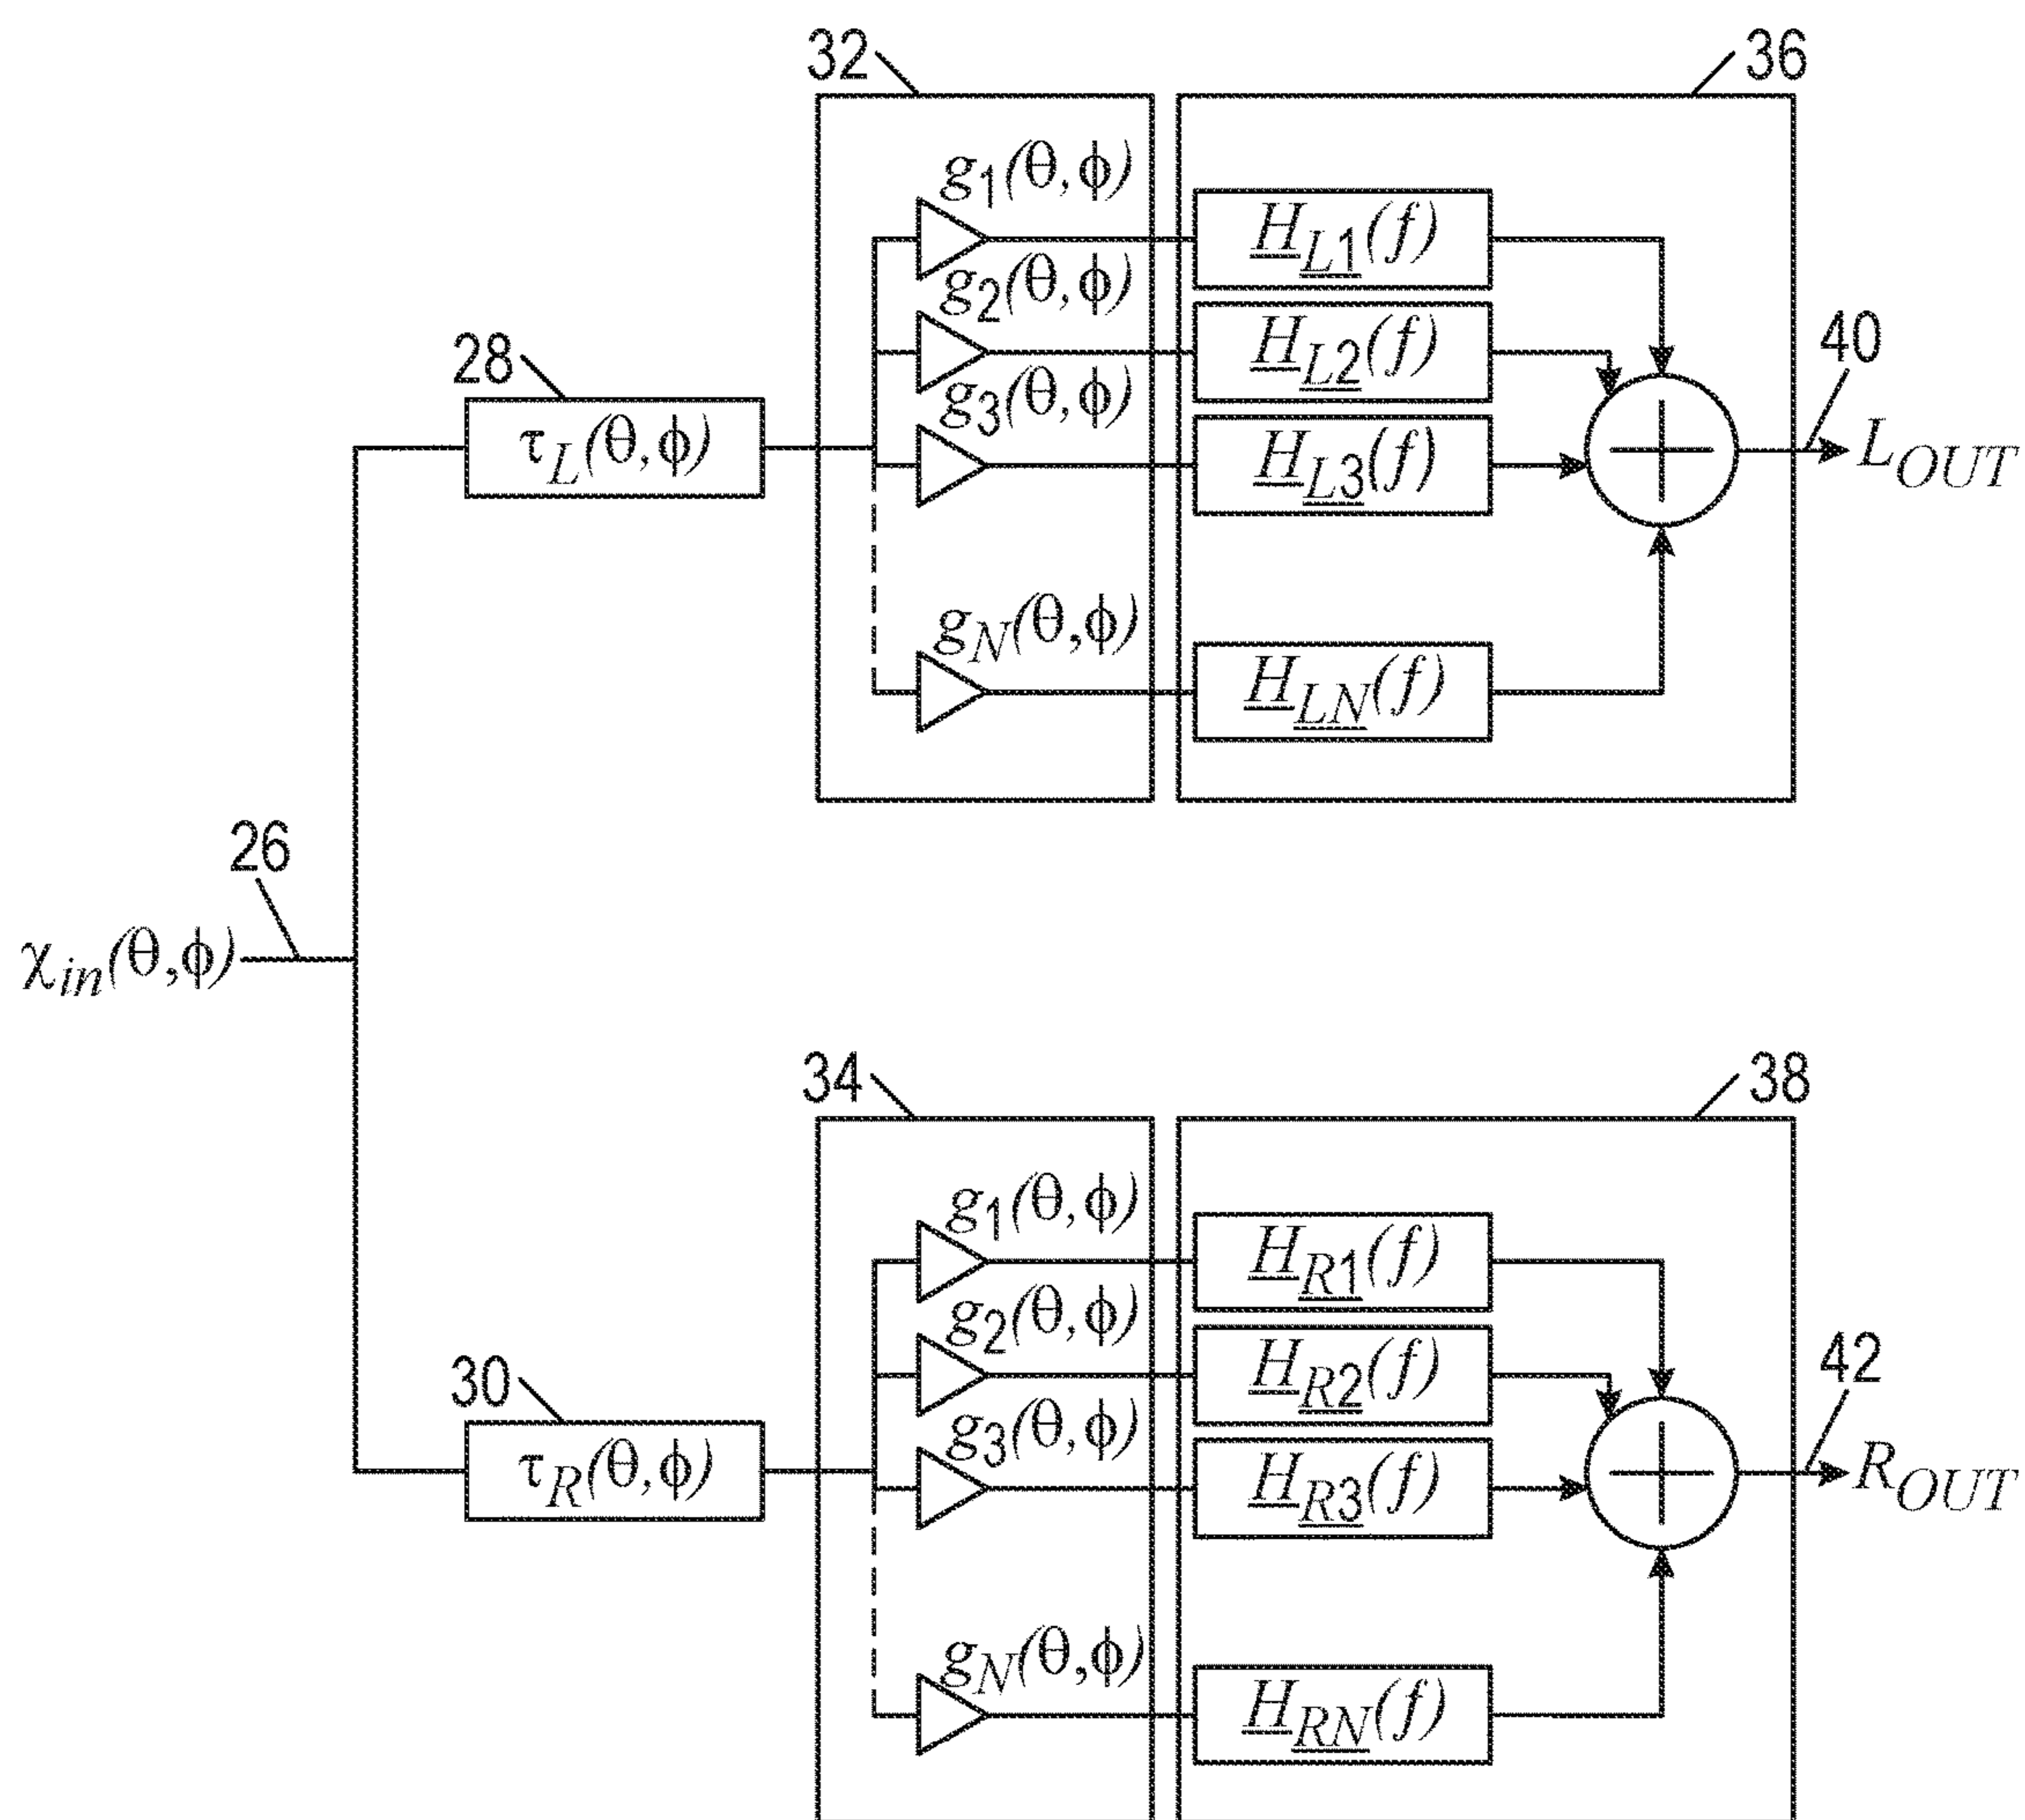 32
36
g1(θ,ϕ)
HL1(f)
g2(θ,ϕ)
HL2(f)
28
40
g3(θ,ϕ)
τL(θ,ϕ)
HL3(f)
LOUT
gN(θ,ϕ)
HLN(f)
26
χin(θ,ϕ)
34
38
g1(θ,ϕ)
HR1(f)
g2(θ,ϕ)
HR2(f)
30
42
g3(θ,ϕ)
τR(θ,ϕ)
HR3(f)
ROUT
gN(θ,ϕ)
HRN(f)